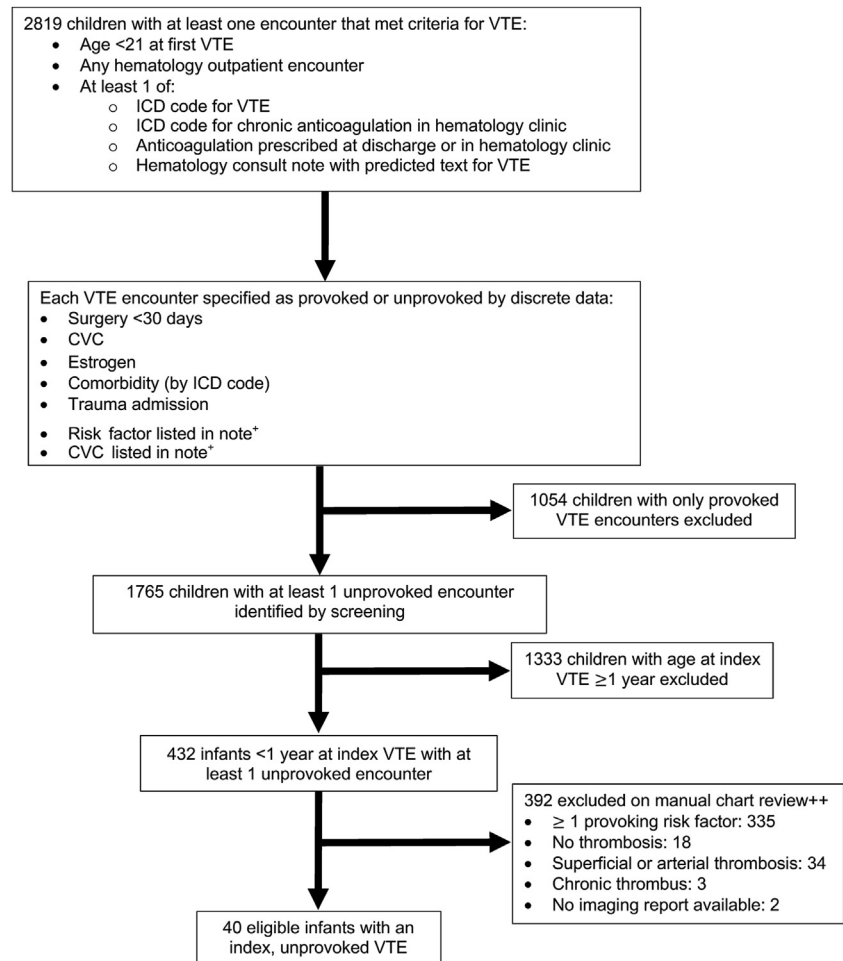 2819 children with at least one encounter that met criteria for VTE:
• Age <21 at first VTE
• Any hematology outpatient encounter
• At least 1 of:
o ICD code for VTE
o ICD code for chronic anticoagulation in hematology clinic
o Anticoagulation prescribed at discharge or in hematology clinic
o Hematology consult note with predicted text for VTE
Each VTE encounter specified as provoked or unprovoked by discrete data:
• Surgery <30 days
• CVC
• Estrogen
• Comorbidity (by ICD code)
• Trauma admission
• Risk factor listed in note+
• CVC listed in note+
1054 children with only provoked
VTE encounters excluded
1765 children with at least 1 unprovoked encounter
identified by screening
1333 children with age at index
VTE ≥1 year excluded
432 infants <1 year at index VTE with at
least 1 unprovoked encounter
392 excluded on manual chart review++
• ≥ 1 provoking risk factor: 335
• No thrombosis: 18
• Superficial or arterial thrombosis: 34
• Chronic thrombus: 3
• No imaging report available: 2
40 eligible infants with an
index, unprovoked VTE